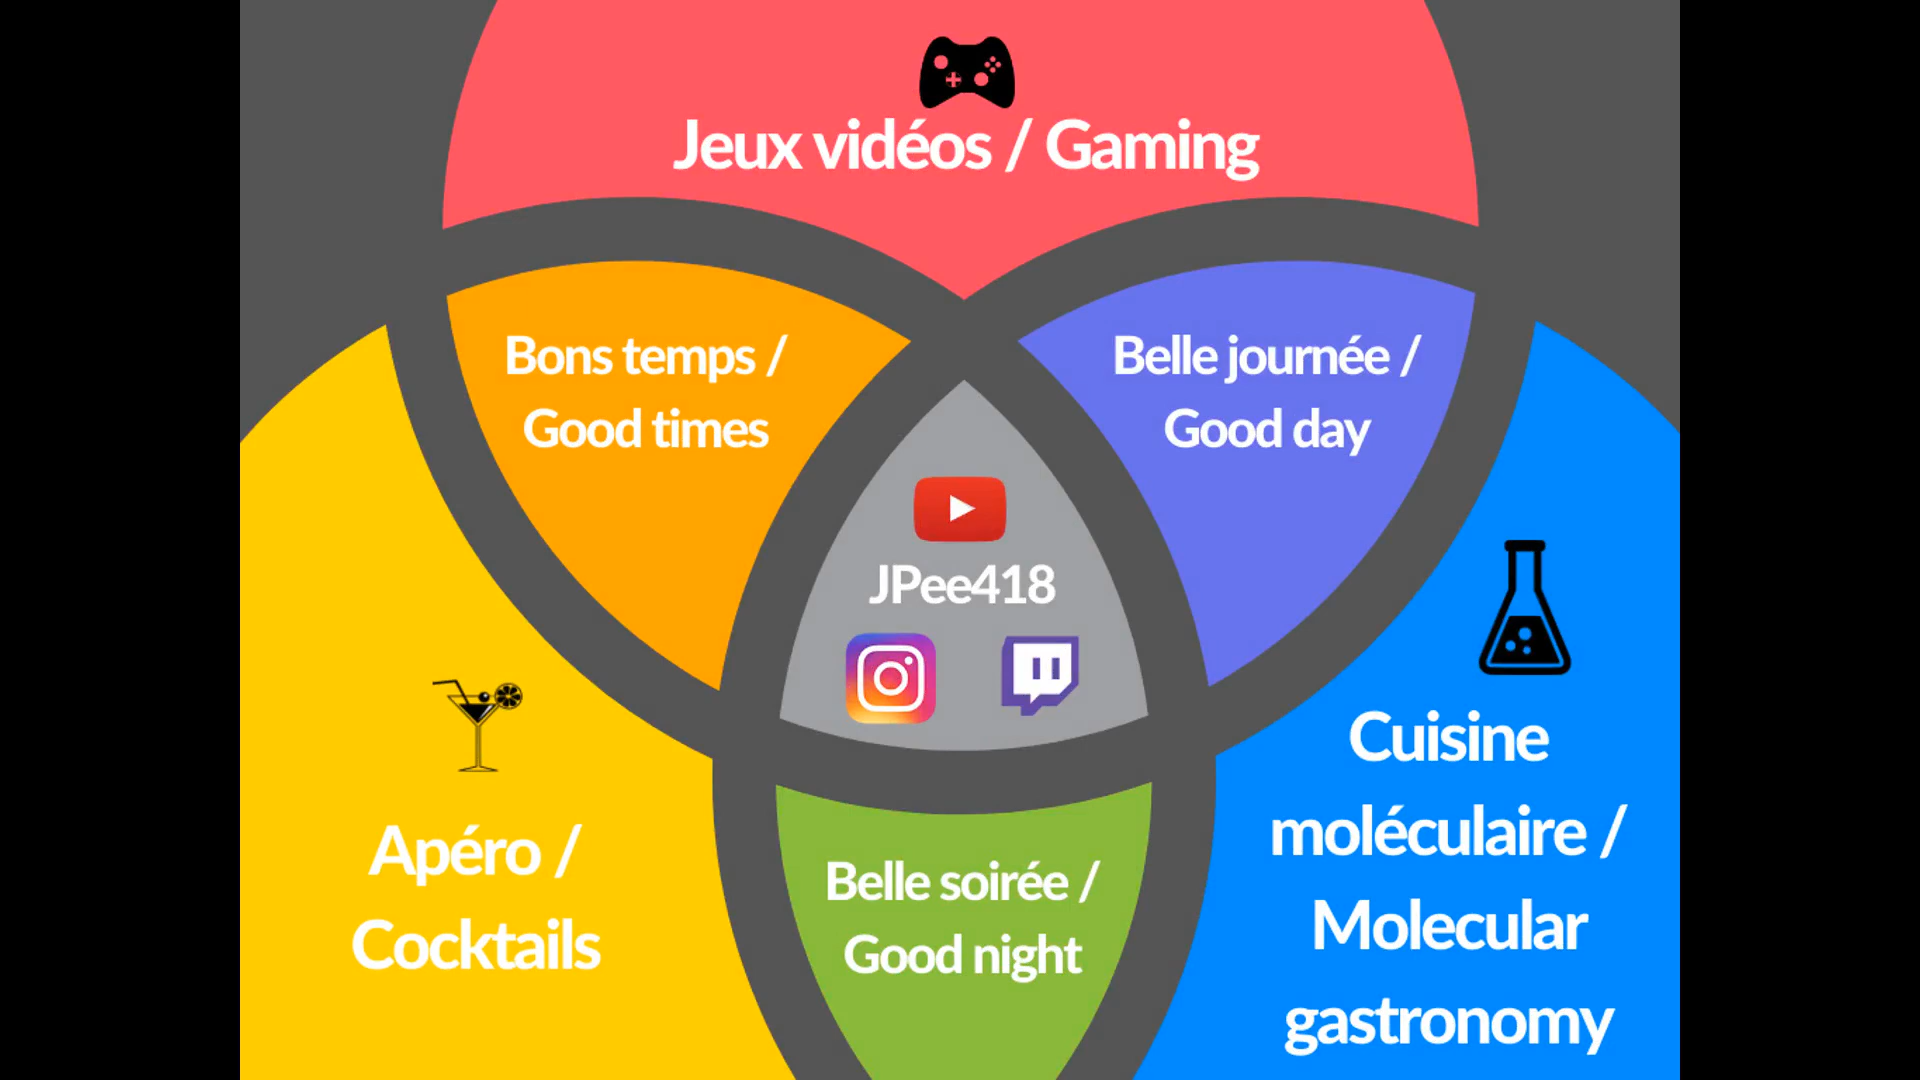 Jeux vidéos / Gaming
Bons temps /
Good times
Belle journée /
Good day
JPee418
Apéro /
Cocktails
Belle soirée /
Good night
Cuisine
moléculaire /
Molecular
gastronomy